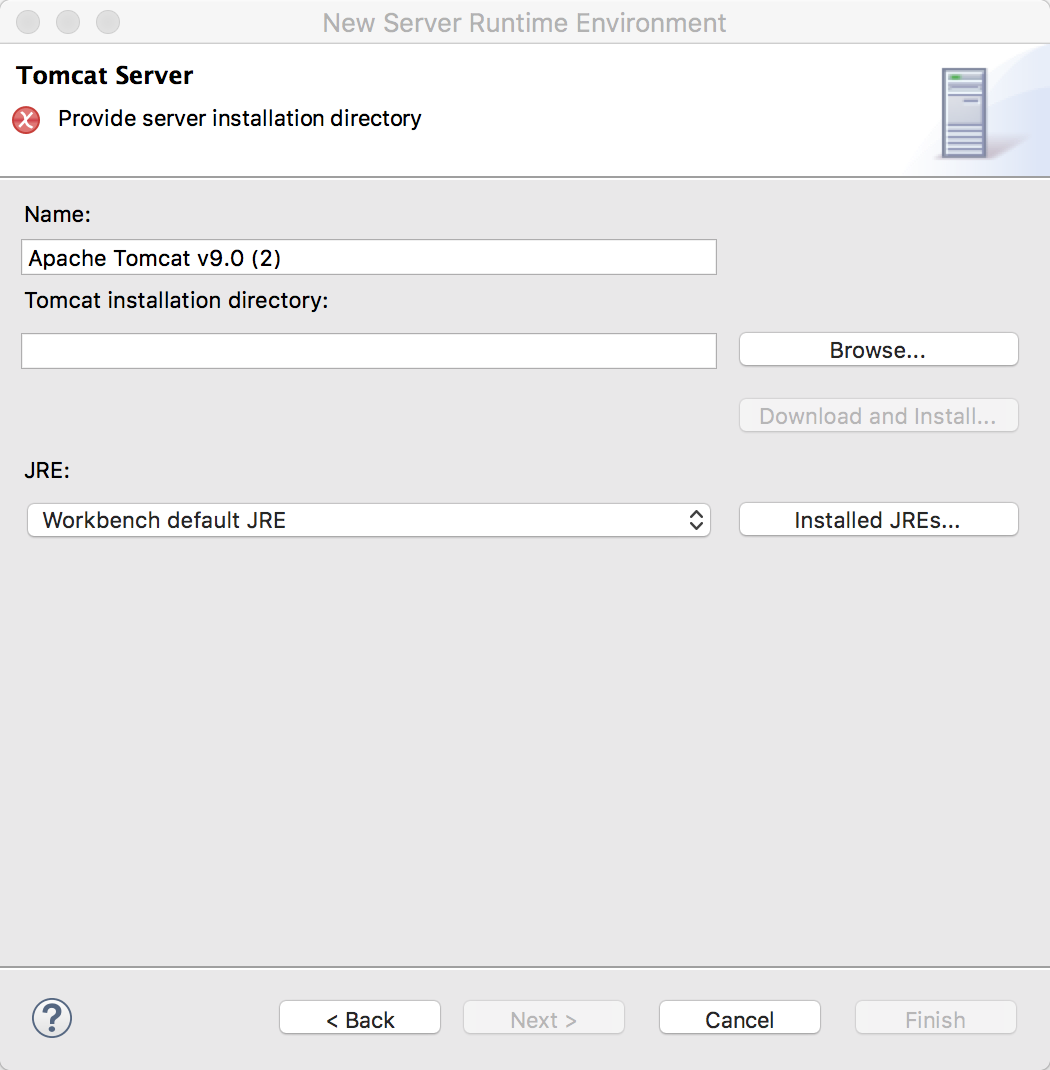 New Server Runtime Environment
Tomcat Server
Provide server installation directory
Name:
Apache Tomcat v9.0 (2)
Tomcat installation directory:
Browse...
Download and Install...
JRE:
Workbench default JRE
Installed JREs...
?
< Back
Next >
Cancel
Finish